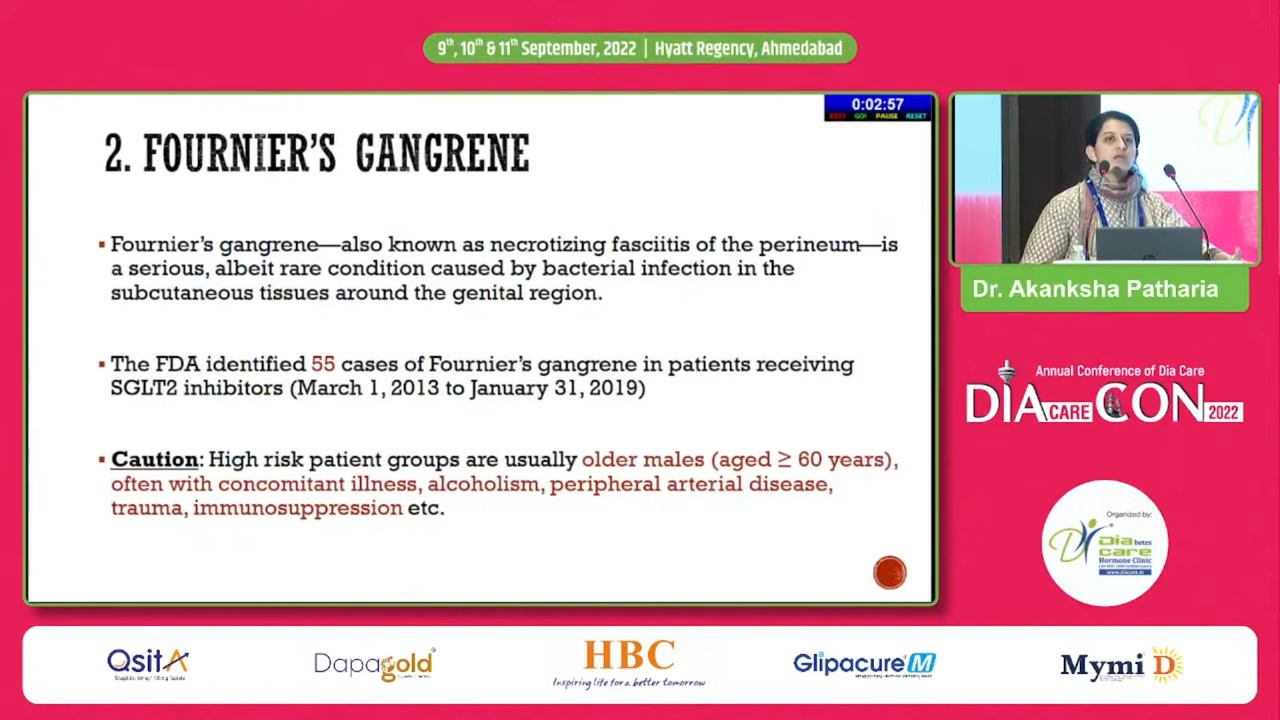 9th, 10th & 11th September, 2022 | Hyatt Regency, Ahmedabad
0:02:57
EXIT GO! PAUSE RESET
2. FOURNIER'S GANGRENE
▪ Fournier's gangrene—also known as necrotizing fasciitis of the perineum—is
a serious, albeit rare condition caused by bacterial infection in the
subcutaneous tissues around the genital region.
▪ The FDA identified 55 cases of Fournier's gangrene in patients receiving
SGLT2 inhibitors (March 1, 2013 to January 31, 2019)
▪ Caution: High risk patient groups are usually older males (aged ≥ 60 years),
often with concomitant illness, alcoholism, peripheral arterial disease,
trauma, immunosuppression etc.
Dr. Akanksha Patharia
Annual Conference of Dia Care
DIA CARE CON 2022
Organized by:
Diabetes
care
Hormone Clinic
www.diacare.in
QsitA
Dapagold
HBC
Inspiring life for a better tomorrow
Glipacure M
Mymi D